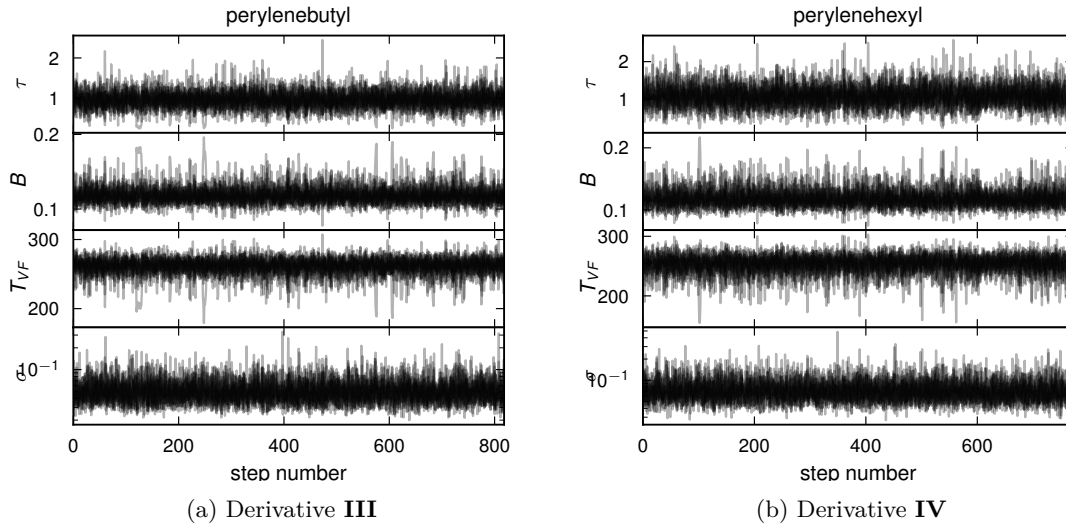 perylenebutyl
perylenehexyl
2
1
τ
0.2
0.1
B
300
200
T_VF
10⁻¹
σ
0 200 400 600 800
step number
2
1
τ
0.2
0.1
B
300
200
T_VF
10⁻¹
σ
0 200 400 600
step number
(a) Derivative III
(b) Derivative IV